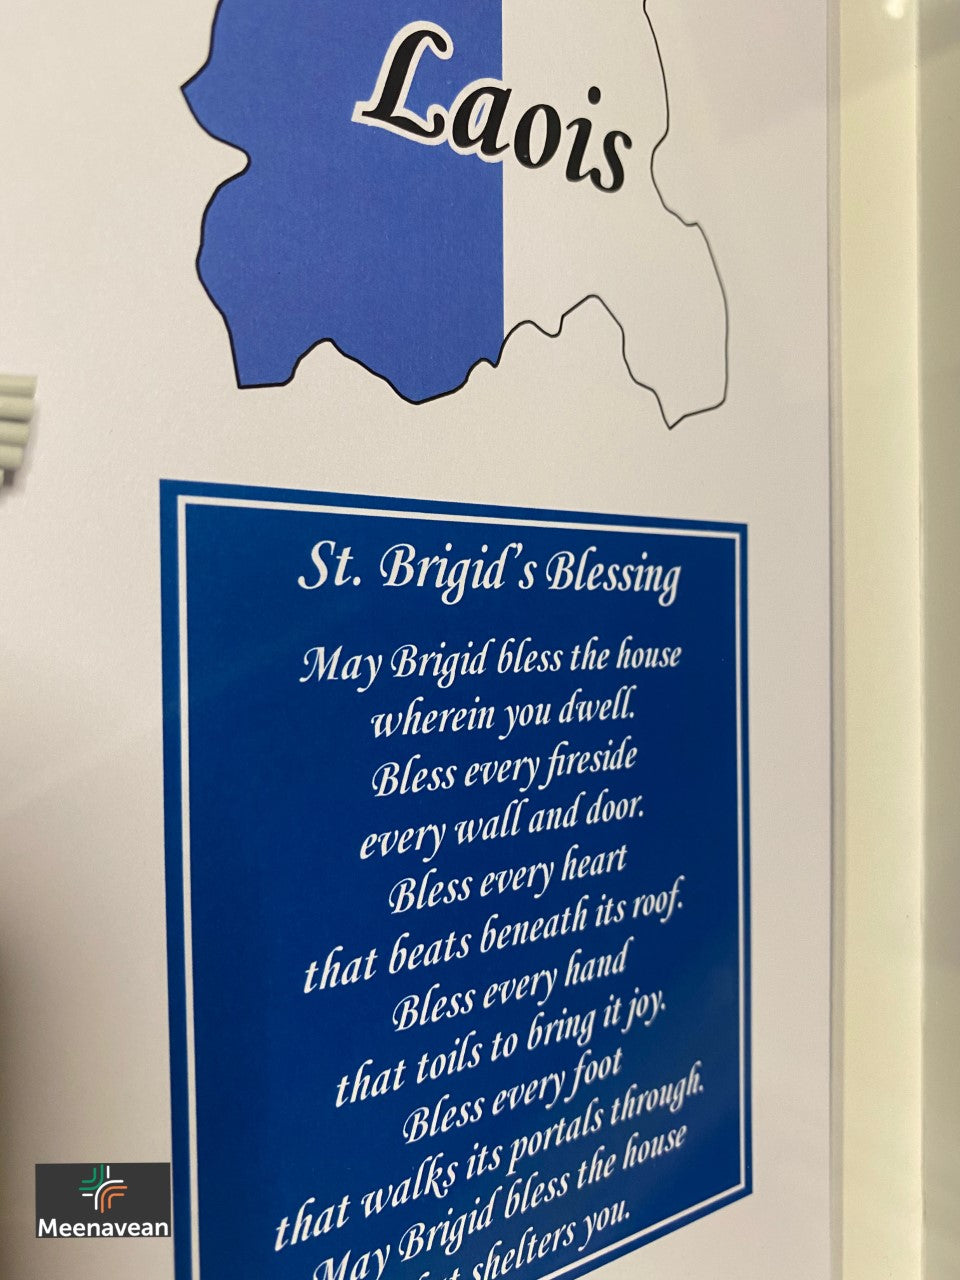 Laois
St. Brigid's Blessing
May Brigid bless the house
wherein you dwell.
Bless every fireside
every wall and door.
Bless every heart
that beats beneath its roof.
Bless every hand
that toils to bring it joy.
Bless every foot
that walks its portals through.
May Brigid bless the house
shelters you.
Meenavean